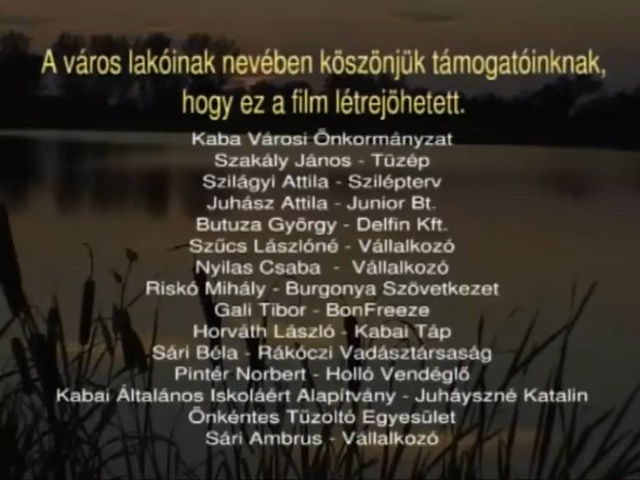 A város lakóinak nevében köszönjük támogatóinknak,
hogy ez a film létrejöhetett.
Kaba Városi Önkormányzat
Szakály János - Tüzép
Szilágyi Attila - Szilépterv
Juhász Attila - Junior Bt.
Butuza György - Delfin Kft.
Szűcs Lászlóné - Vállalkozó
Nyilas Csaba - Vállalkozó
Riskó Mihály - Burgonya Szövetkezet
Gali Tibor - BonFreeze
Horváth László - Kabai Táp
Sári Béla - Rákóczi Vadásztársaság
Pintér Norbert - Holló Vendéglő
Kabai Általános Iskoláért Alapítvány - Juháyszné Katalin
Önkéntes Tüzoltó Egyesület
Sári Ambrus - Vállalkozó